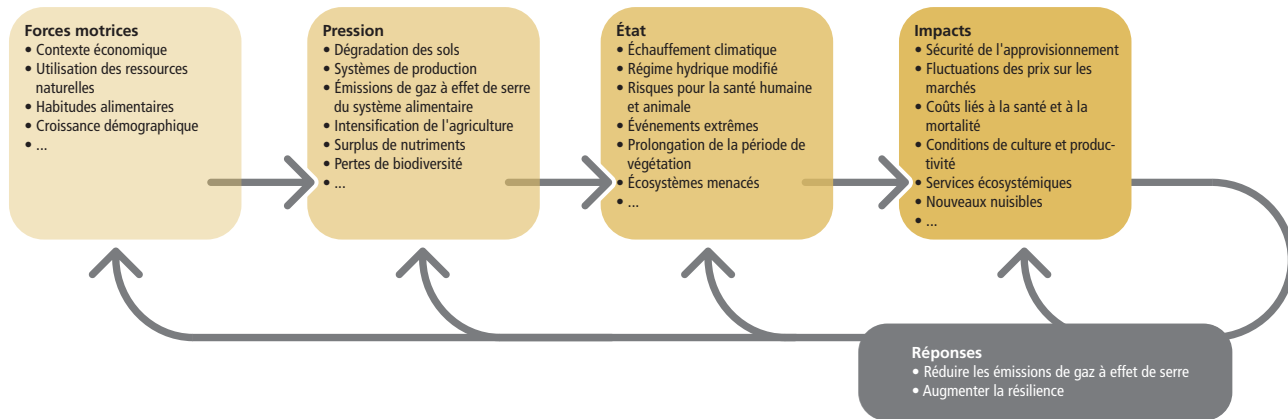 Forces motrices
• Contexte économique
• Utilisation des ressources
naturelles
• Habitudes alimentaires
• Croissance démographique
• ...
Pression
• Dégradation des sols
• Systèmes de production
• Émissions de gaz à effet de serre
du système alimentaire
• Intensification de l'agriculture
• Surplus de nutriments
• Pertes de biodiversité
• ...
État
• Échauffement climatique
• Régime hydrique modifié
• Risques pour la santé humaine
et animale
• Événements extrêmes
• Prolongation de la période de
végétation
• Écosystèmes menacés
• ...
Impacts
• Sécurité de l'approvisionnement
• Fluctuations des prix sur les
marchés
• Coûts liés à la santé et à la
mortalité
• Conditions de culture et produc-
tivité
• Services écosystémiques
• Nouveaux nuisibles
• ...
Réponses
• Réduire les émissions de gaz à effet de serre
• Augmenter la résilience